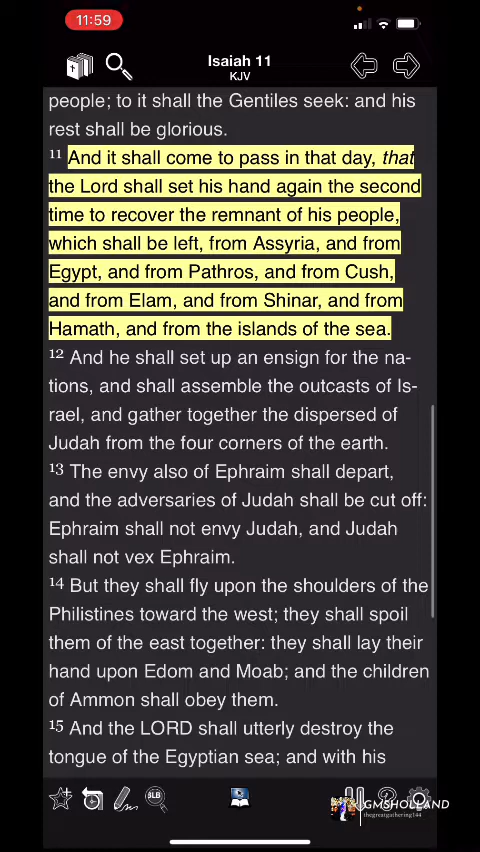 11:59
Isaiah 11
KJV
people; to it shall the Gentiles seek: and his
rest shall be glorious.
11 And it shall come to pass in that day, that
the Lord shall set his hand again the second
time to recover the remnant of his people,
which shall be left, from Assyria, and from
Egypt, and from Pathros, and from Cush,
and from Elam, and from Shinar, and from
Hamath, and from the islands of the sea.
12 And he shall set up an ensign for the na-
tions, and shall assemble the outcasts of Is-
rael, and gather together the dispersed of
Judah from the four corners of the earth.
13 The envy also of Ephraim shall depart,
and the adversaries of Judah shall be cut off:
Ephraim shall not envy Judah, and Judah
shall not vex Ephraim.
14 But they shall fly upon the shoulders of the
Philistines toward the west; they shall spoil
them of the east together: they shall lay their
hand upon Edom and Moab; and the children
of Ammon shall obey them.
15 And the LORD shall utterly destroy the
tongue of the Egyptian sea; and with his
SLB
GMSHOLLAND
thegreatgathering144